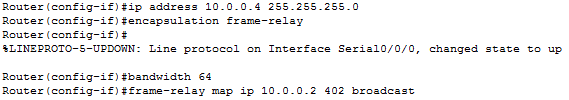 Router(config-if)#ip address 10.0.0.4 255.255.255.0
Router(config-if)#encapsulation frame-relay
Router(config-if)#
%LINEPROTO-5-UPDOWN: Line protocol on Interface Serial0/0/0, changed state to up
Router(config-if)#bandwidth 64
Router(config-if)#frame-relay map ip 10.0.0.2 402 broadcast